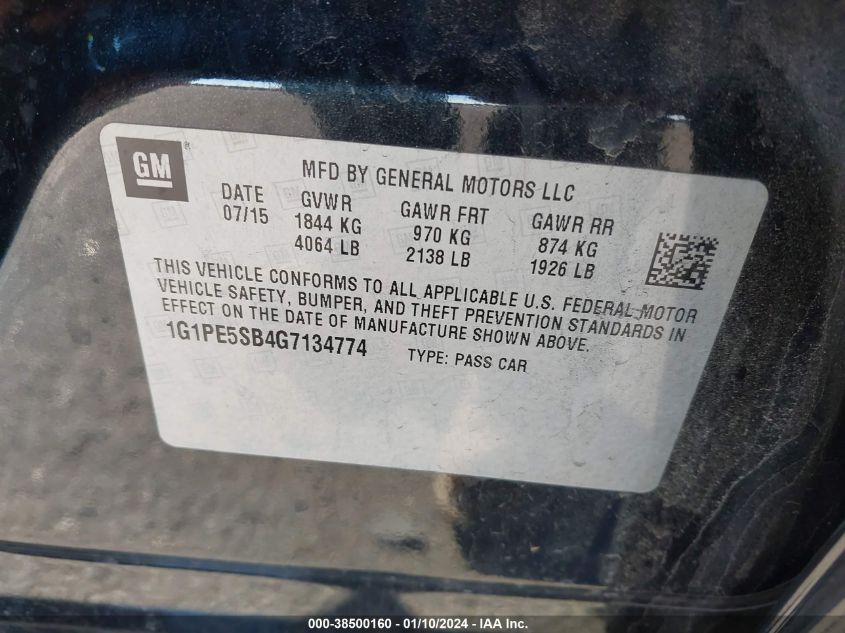 GM
MFD BY GENERAL MOTORS LLC
DATE GVWR GAWR FRT GAWR RR
07/15 1844 KG 970 KG 874 KG
4064 LB 2138 LB 1926 LB
THIS VEHICLE CONFORMS TO ALL APPLICABLE U.S. FEDERAL MOTOR
VEHICLE SAFETY, BUMPER, AND THEFT PREVENTION STANDARDS IN
EFFECT ON THE DATE OF MANUFACTURE SHOWN ABOVE.
1G1PE5SB4G7134774 TYPE: PASS CAR
000-38500160 - 01/10/2024 - IAAI Inc.